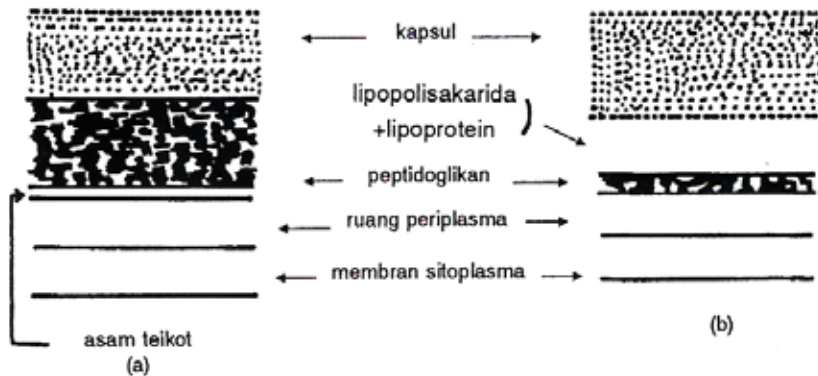 kapsul
lipopolisakarida
+lipoprotein
peptidoglikan
ruang periplasma
membran sitoplasma
asam teikot
(a)
(b)